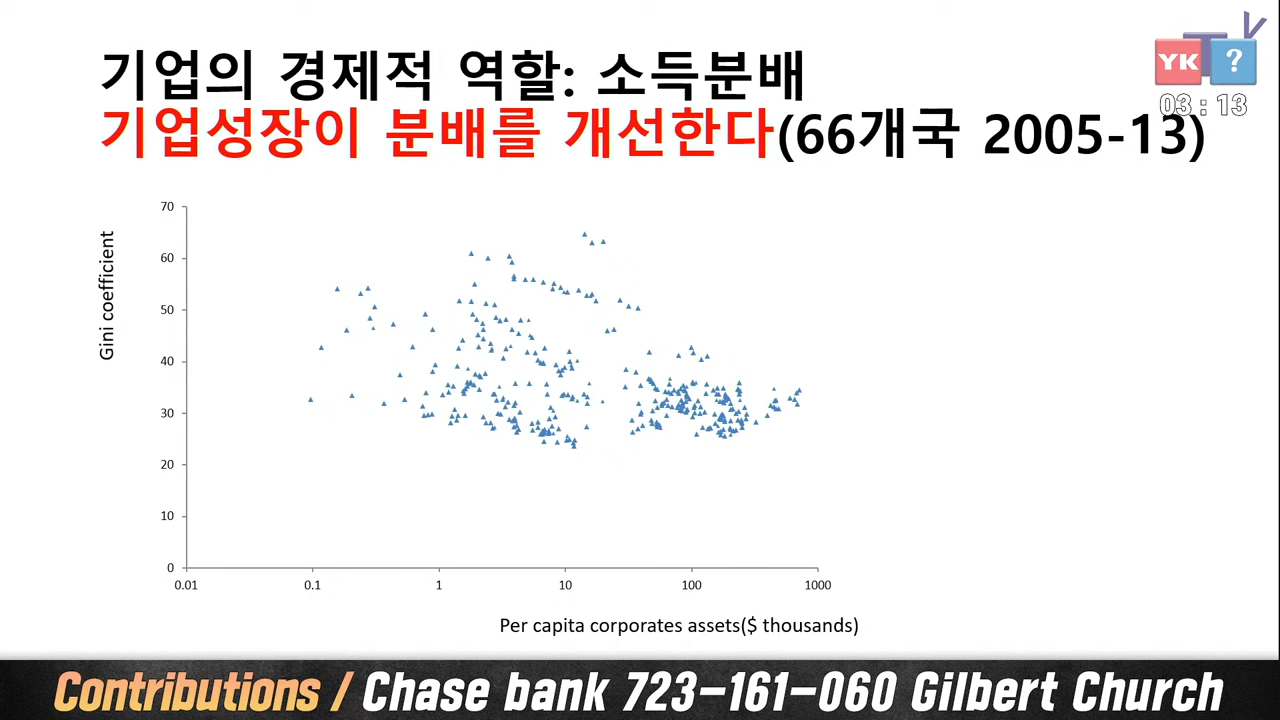 기업의 경제적 역할: 소득분배
기업성장이 분배를 개선한다(66개국 2005-13)
YK T V ?
03 : 13
Gini coefficient
70
60
50
40
30
20
10
0
0.01 0.1 1 10 100 1000
Per capita corporates assets($ thousands)
Contributions / Chase bank 723-161-060 Gilbert Church